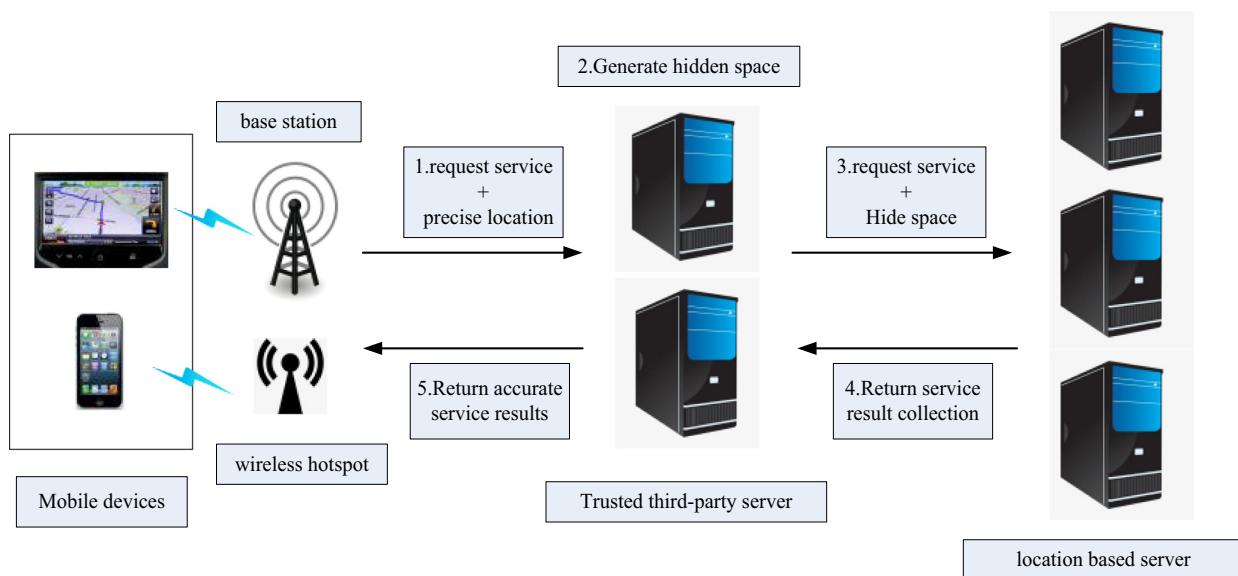 2.Generate hidden space
base station
1.request service
+
precise location
3.request service
+
Hide space
5.Return accurate
service results
4.Return service
result collection
wireless hotspot
Mobile devices
Trusted third-party server
location based server